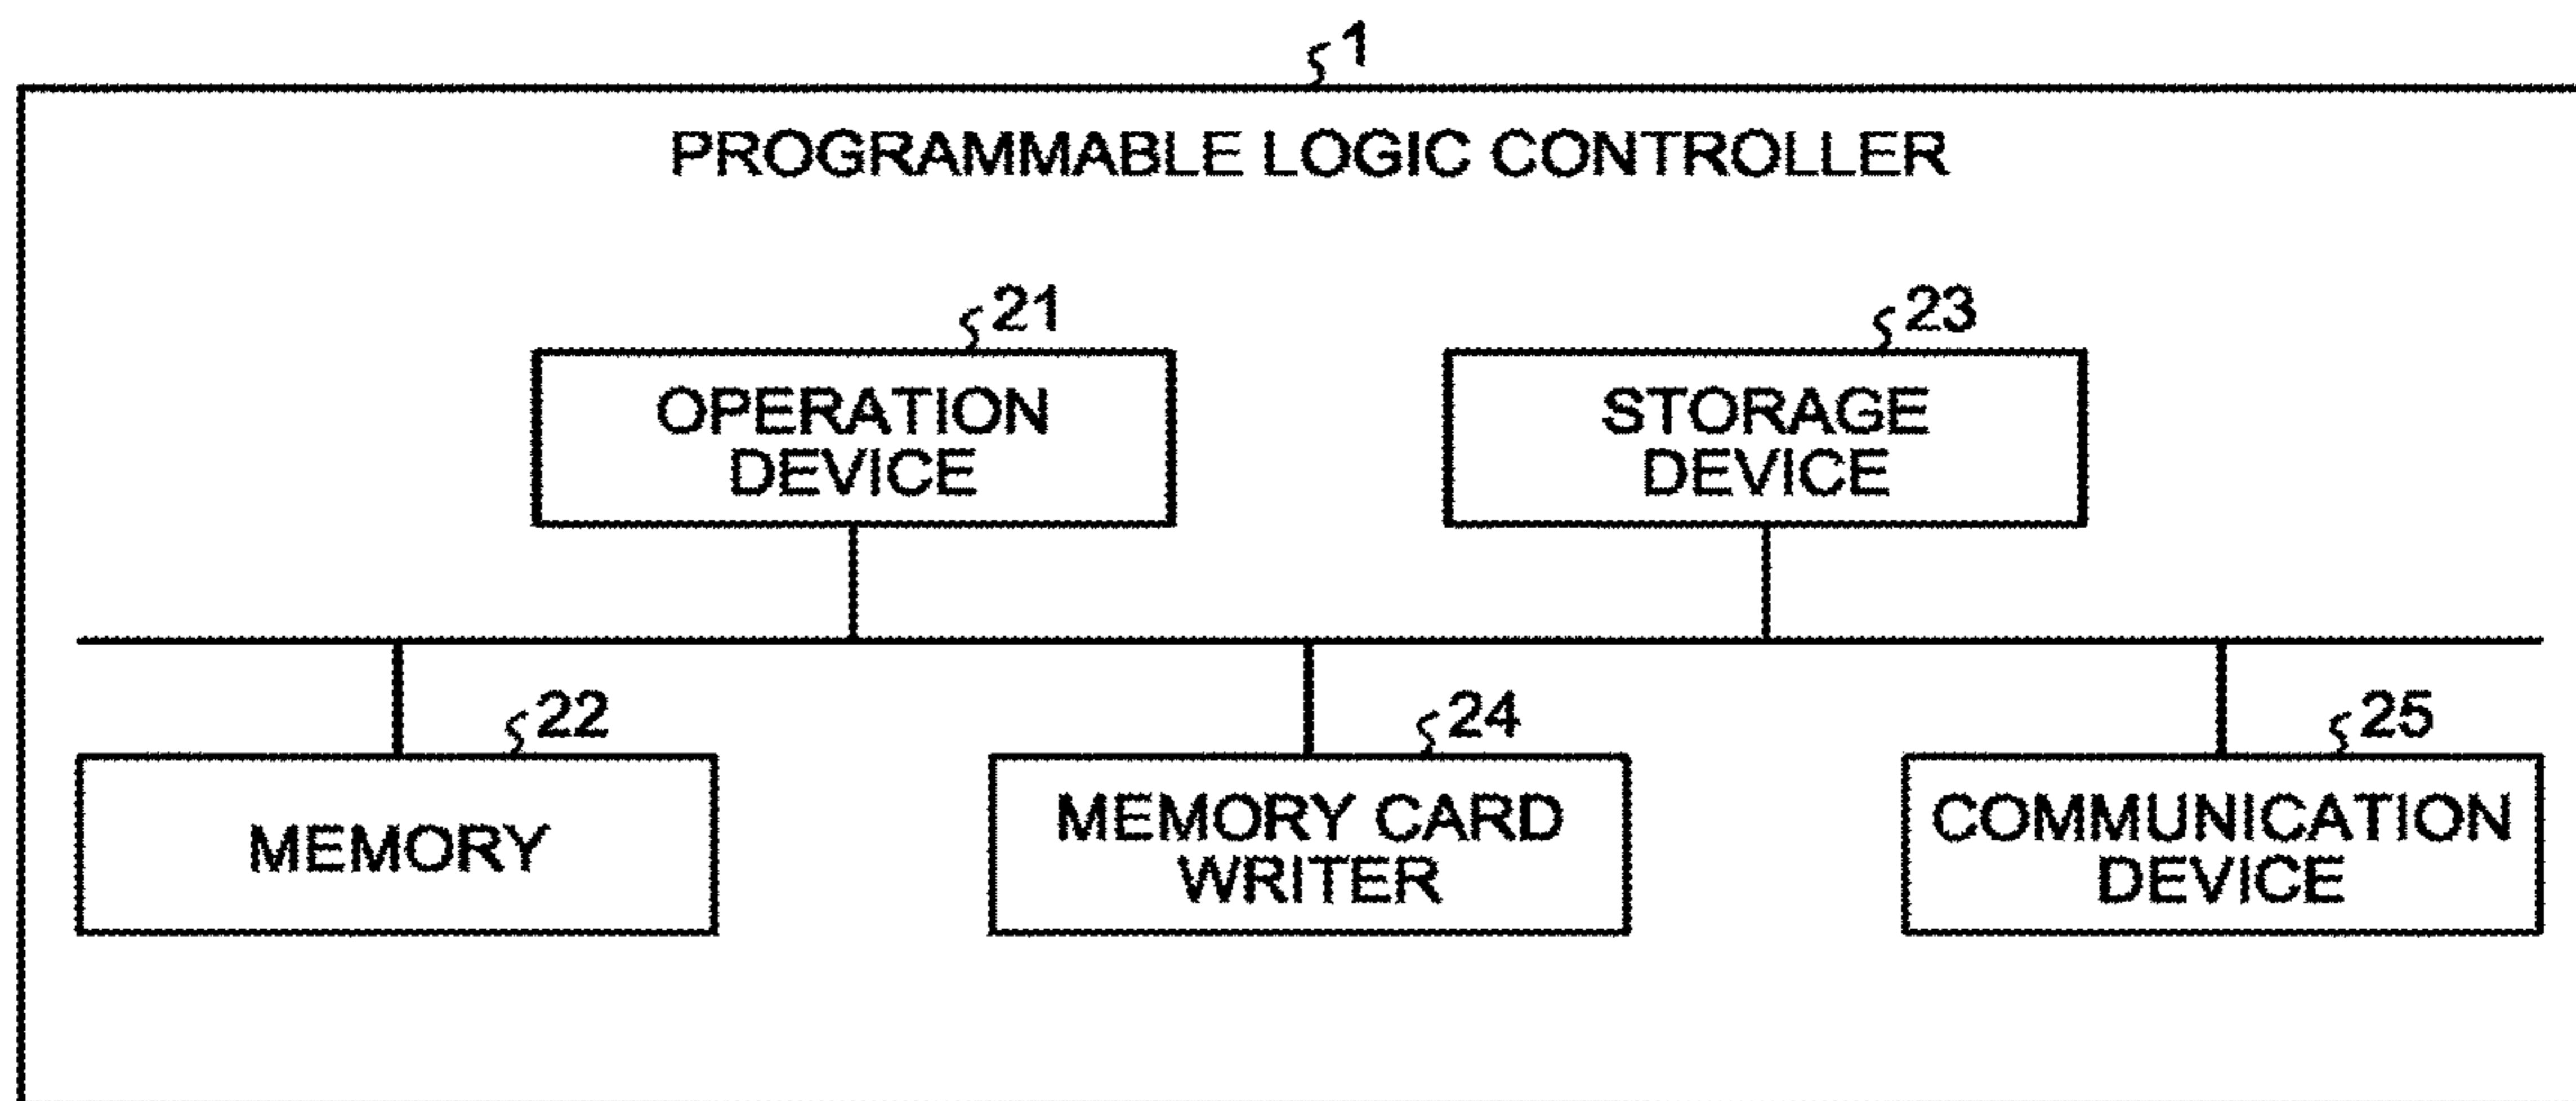 1
PROGRAMMABLE LOGIC CONTROLLER
21
OPERATION
DEVICE
23
STORAGE
DEVICE
22
MEMORY
24
MEMORY CARD
WRITER
25
COMMUNICATION
DEVICE